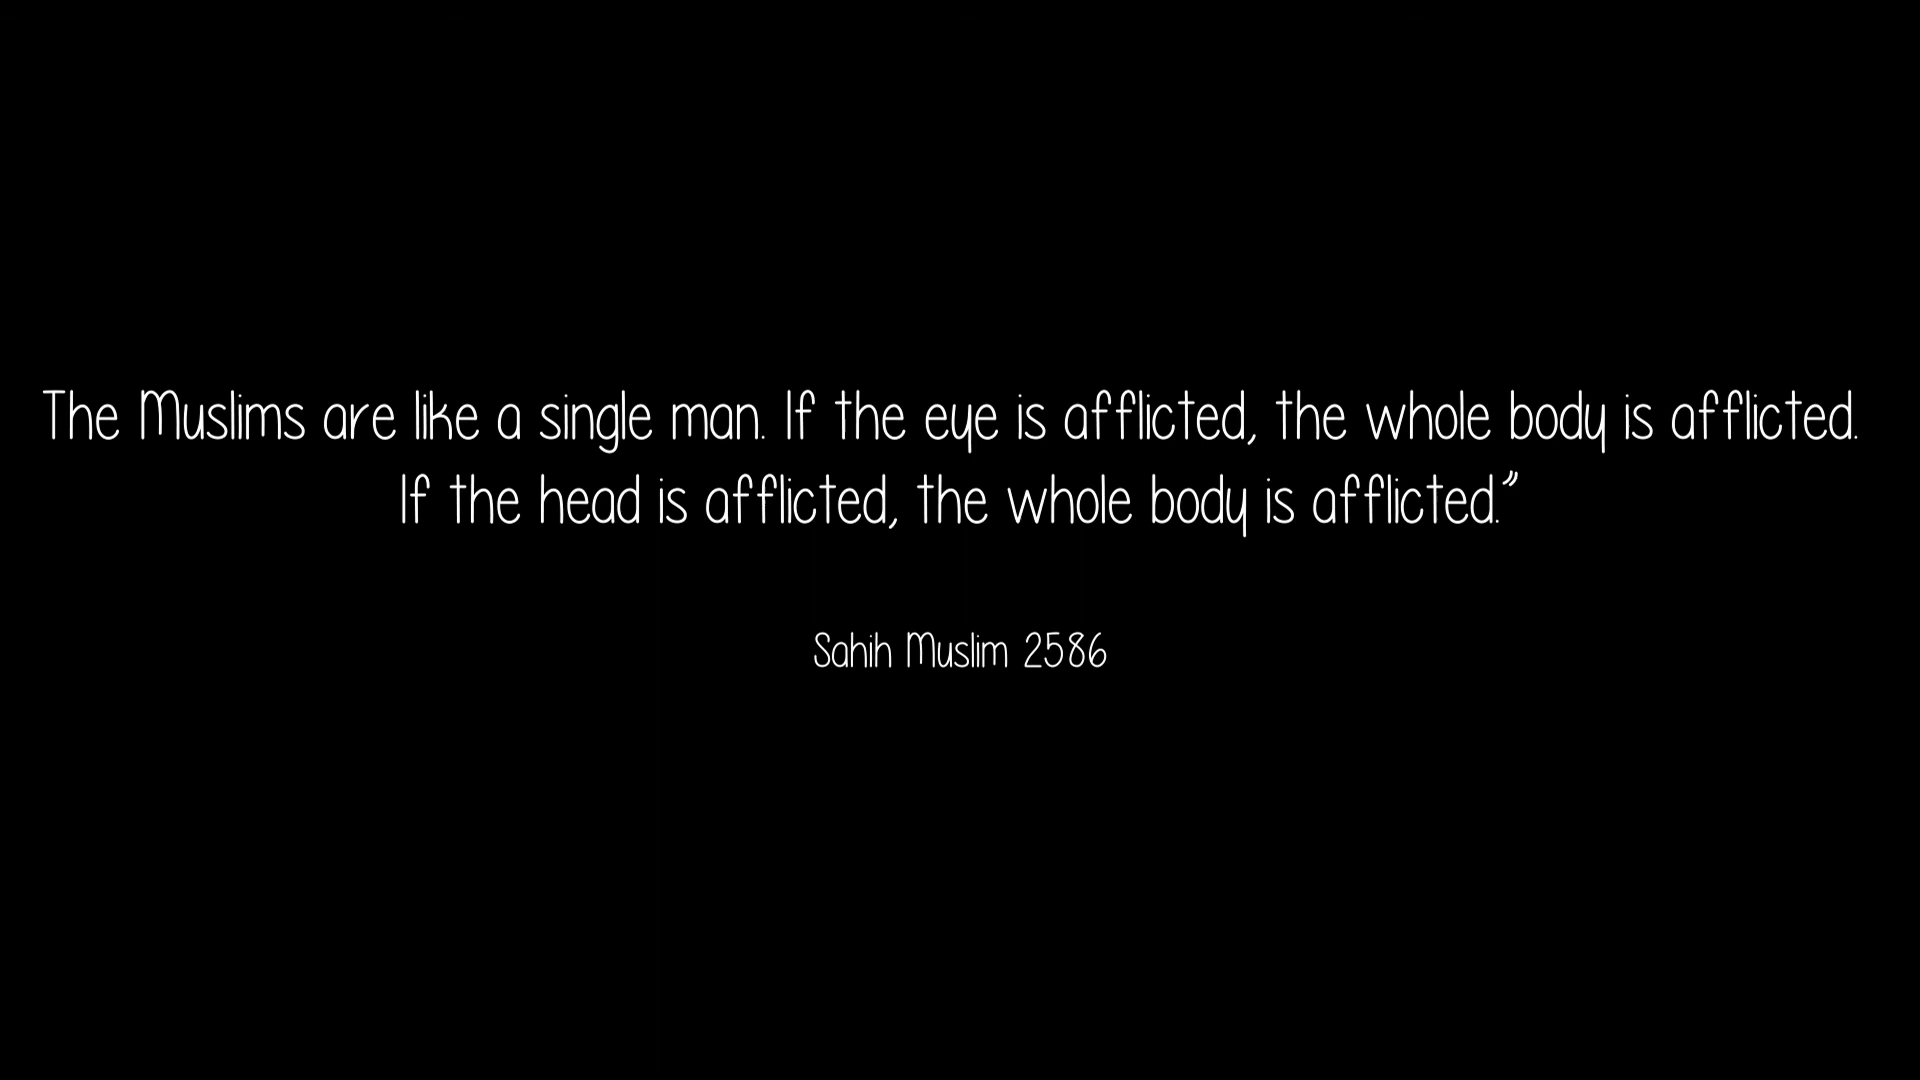 The Muslims are like a single man. If the eye is afflicted, the whole body is afflicted.
If the head is afflicted, the whole body is afflicted.”
Sahih Muslim 2586